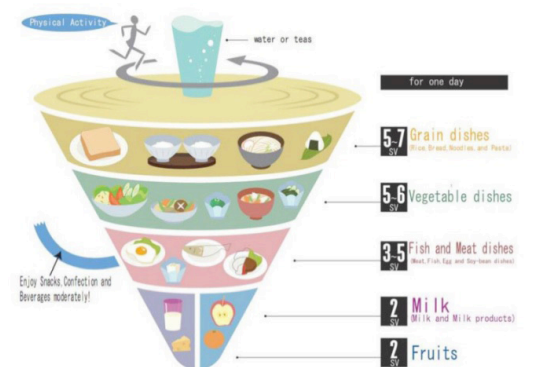 Physical Activity
water or teas
for one day
5~7 SV
Grain dishes
(Rice, Bread, Noodles, and Pasta)
5~6 SV
Vegetable dishes
3~5 SV
Fish and Meat dishes
(Meat, Fish, Egg and Soy-bean dishes)
Enjoy Snacks, Confection and
Beverages moderately!
2 SV
Milk
(Milk and Milk products)
2 SV
Fruits